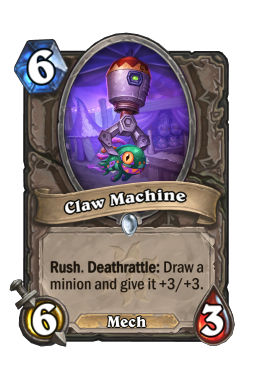 6
Claw Machine
Rush. Deathrattle: Draw a
minion and give it +3/+3.
6
Mech
3